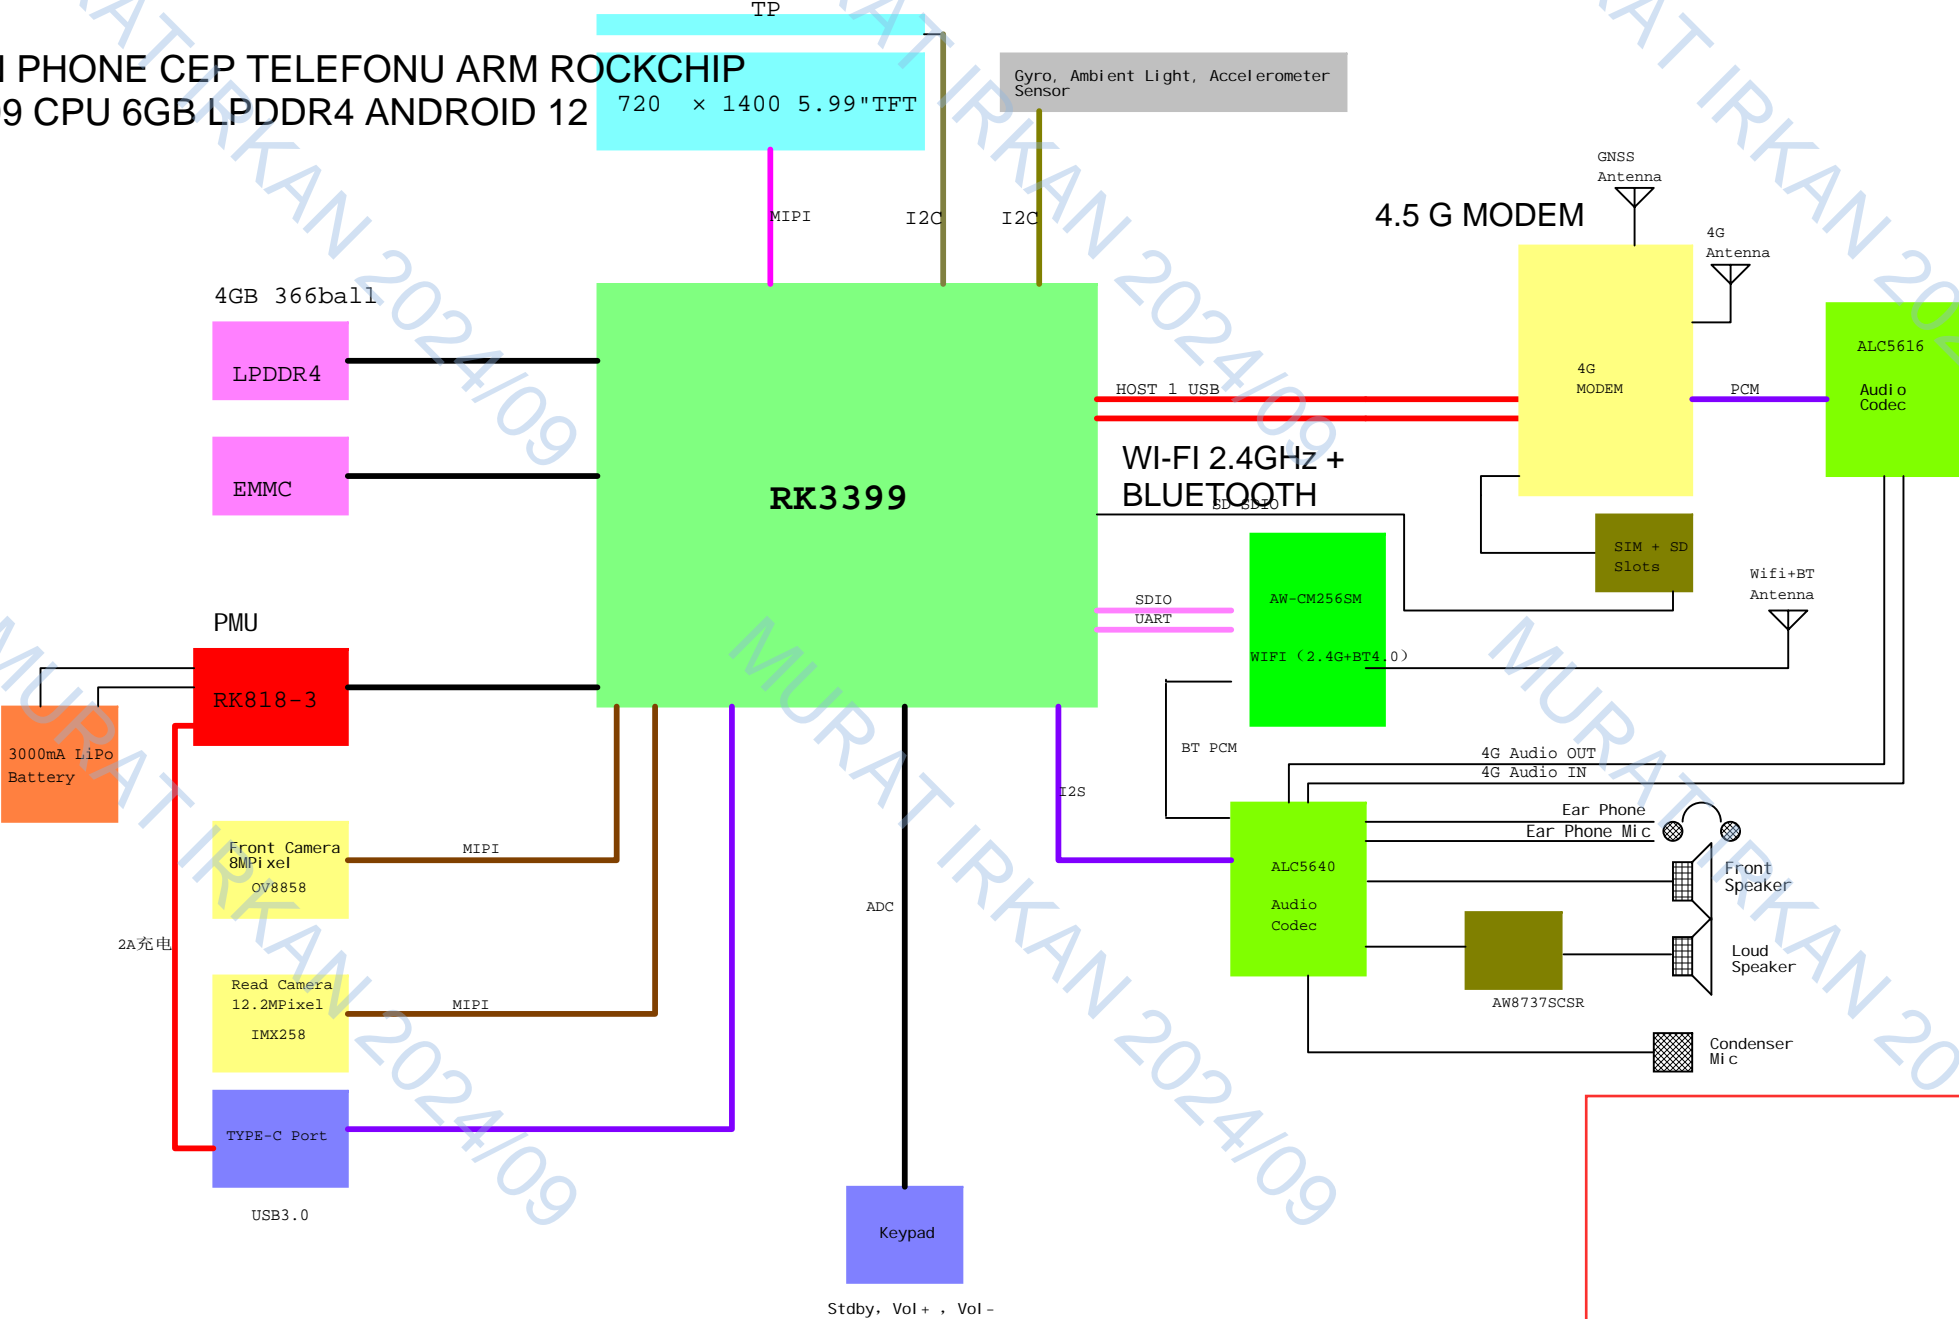 TP
I PHONE CEP TELEFONU ARM ROCKCHIP
9 CPU 6GB LPDDR4 ANDROID 12
720 × 1400 5.99"TFT
Gyro, Ambient Light, Accelerometer
Sensor
MIPI
I2C
I2C
GNSS
Antenna
4.5 G MODEM
4G
Antenna
4GB 366ball
LPDDR4
EMMC
RK3399
HOST 1 USB
4G
MODEM
PCM
ALC5616
Audio
Codec
WI-FI 2.4GHz +
BLUETOOTH
SD SDIO
SIM + SD
Slots
SDIO
UART
AW-CM256SM
WIFI（2.4G+BT4.0）
Wifi+BT
Antenna
PMU
RK818-3
3000mA LiPo
Battery
BT PCM
4G Audio OUT
4G Audio IN
I2S
Ear Phone
Ear Phone Mic
Front Camera
8MPixel
OV8858
MIPI
ALC5640
Audio
Codec
Front
Speaker
ADC
2A充电
Loud
Speaker
AW8737SCSR
Read Camera
12.2MPixel
IMX258
MIPI
Condenser
Mic
TYPE-C Port
USB3.0
Keypad
Stdby, Vol+ , Vol-
MURAT IRKAN 2024/09
MURAT IRKAN 2024/09
RAT IRKAN 2024/09
RAT IRKAN 2024/09
RAT IRKAN 202
MURAT IRKAN 20